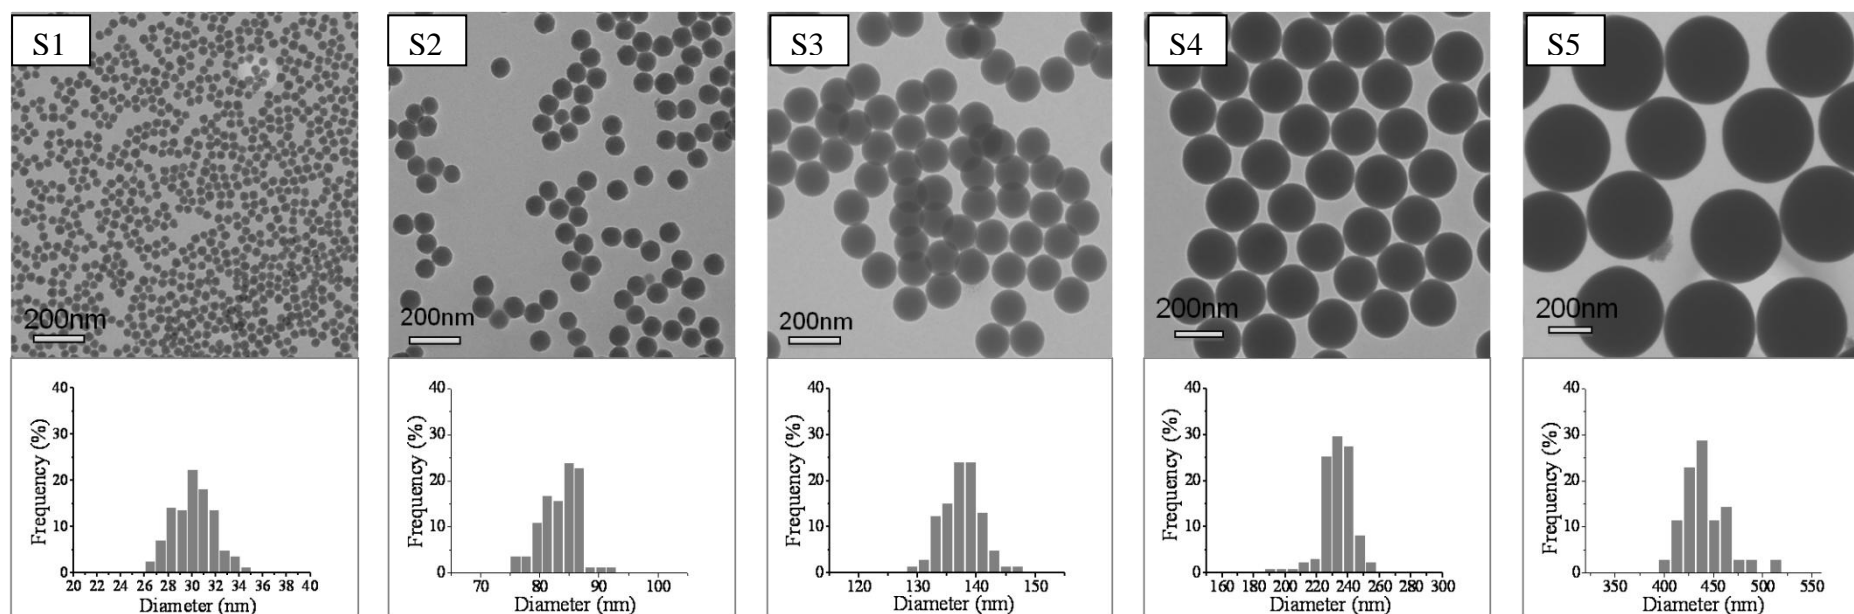 S1
S2
S3
S4
S5
200nm
200nm
200nm
200nm
200nm
40
30
20
10
0
Frequency (%)
20 22 24 26 28 30 32 34 36 38 40
Diameter (nm)
40
30
20
10
0
Frequency (%)
70 80 90 100
Diameter (nm)
40
30
20
10
0
Frequency (%)
120 130 140 150
Diameter (nm)
40
30
20
10
0
Frequency (%)
160 180 200 220 240 260 280 300
Diameter (nm)
40
30
20
10
0
Frequency (%)
350 400 450 500 550
Diameter (nm)